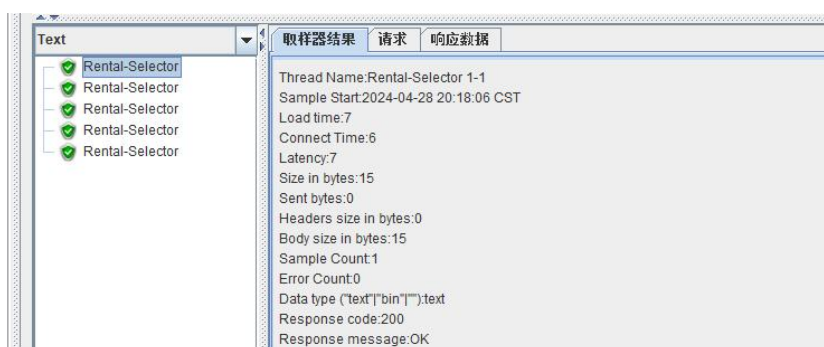 Text
Rental-Selector
Rental-Selector
Rental-Selector
Rental-Selector
Rental-Selector
取样器结果 请求 响应数据
Thread Name:Rental-Selector 1-1
Sample Start:2024-04-28 20:18:06 CST
Load time:7
Connect Time:6
Latency:7
Size in bytes:15
Sent bytes:0
Headers size in bytes:0
Body size in bytes:15
Sample Count:1
Error Count:0
Data type ("text"|"bin"|""):text
Response code:200
Response message:OK